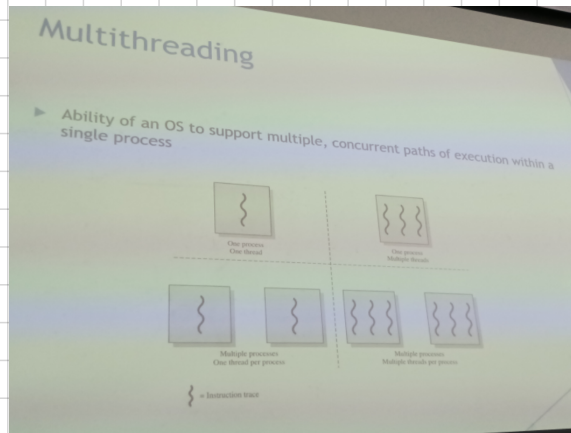 Multithreading
Ability of an OS to support multiple, concurrent paths of execution within a
single process
One process
One thread
One process
Multiple threads
Multiple processes
One thread per process
Multiple processes
Multiple threads per process
= Instruction trace